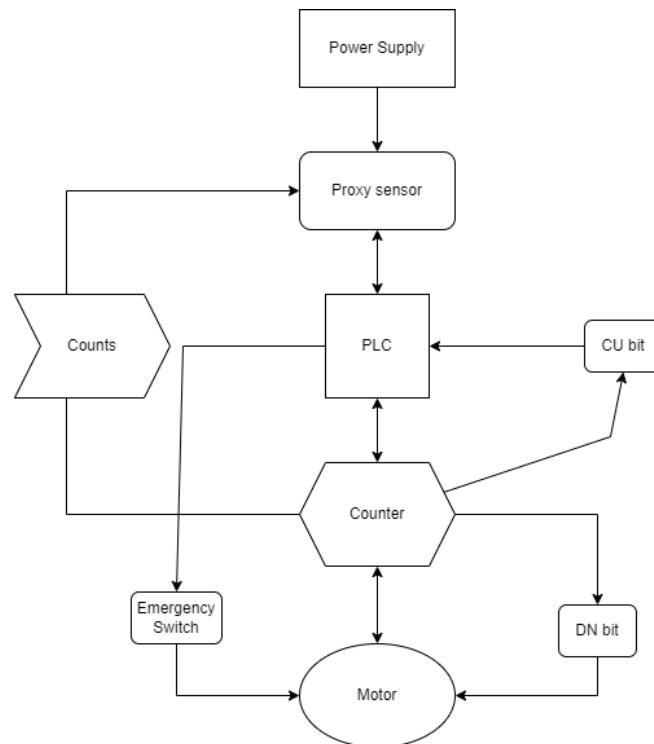 Power Supply
Proxy sensor
Counts
PLC
CU bit
Counter
Emergency
Switch
DN bit
Motor